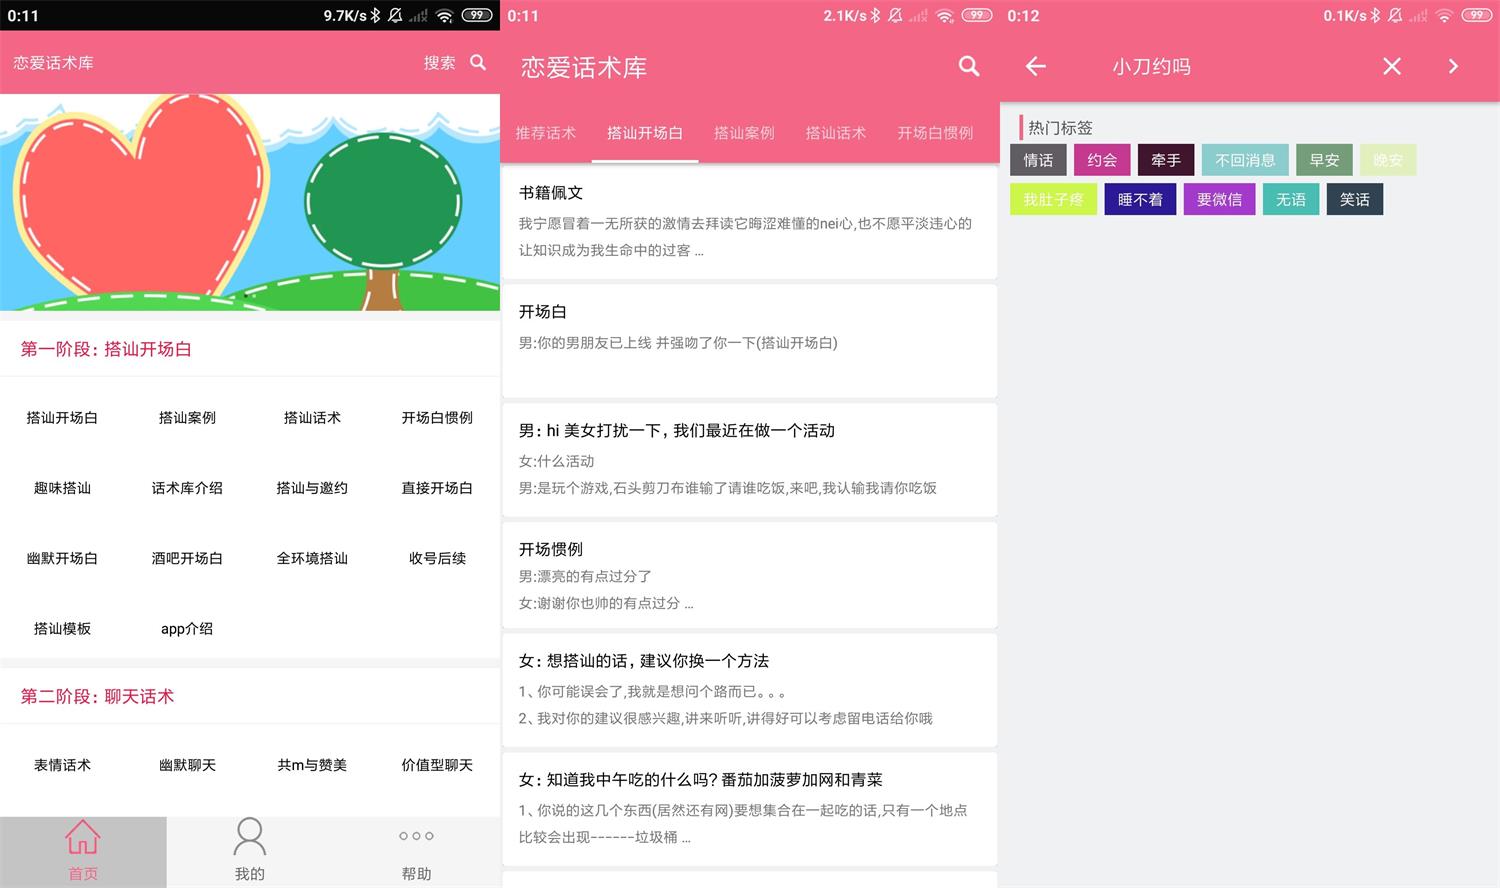 0:11
9.7K/s
99
恋爱话术库
搜索
第一阶段: 搭讪开场白
搭讪开场白 搭讪案例 搭讪话术 开场白惯例
趣味搭讪 话术库介绍 搭讪与邀约 直接开场白
幽默开场白 酒吧开场白 全环境搭讪 收号后续
搭讪模板 app介绍
第二阶段: 聊天话术
表情话术 幽默聊天 共m与赞美 价值型聊天
首页 我的 帮助
0:11
2.1K/s
99
恋爱话术库
推荐话术 搭讪开场白 搭讪案例 搭讪话术 开场白惯例
书籍佩文
我宁愿冒着一无所获的激情去拜读它晦涩难懂的nei心,也不愿平淡违心的
让知识成为我生命中的过客 ...
开场白
男:你的男朋友已上线 并强吻了你一下(搭讪开场白)
男: hi 美女打扰一下, 我们最近在做一个活动
女:什么活动
男:是玩个游戏,石头剪刀布谁输了请谁吃饭,来吧,我认输我请你吃饭
开场惯例
男:漂亮的有点过分了
女:谢谢你也帅的有点过分 ...
女: 想搭讪的话, 建议你换一个方法
1、你可能误会了,我就是想问个路而已。。。
2、我对你的建议很感兴趣,讲来听听,讲得好可以考虑留电话给你哦
女: 知道我中午吃的什么吗? 番茄加菠萝加网和青菜
1、你说的这几个东西(居然还有网)要想集合在一起吃的话,只有一个地点
比较会出现------垃圾桶 ...
0:12
0.1K/s
99
小刀约吗
热门标签
情话 约会 牵手 不回消息 早安 晚安
我肚子疼 睡不着 要微信 无语 笑话